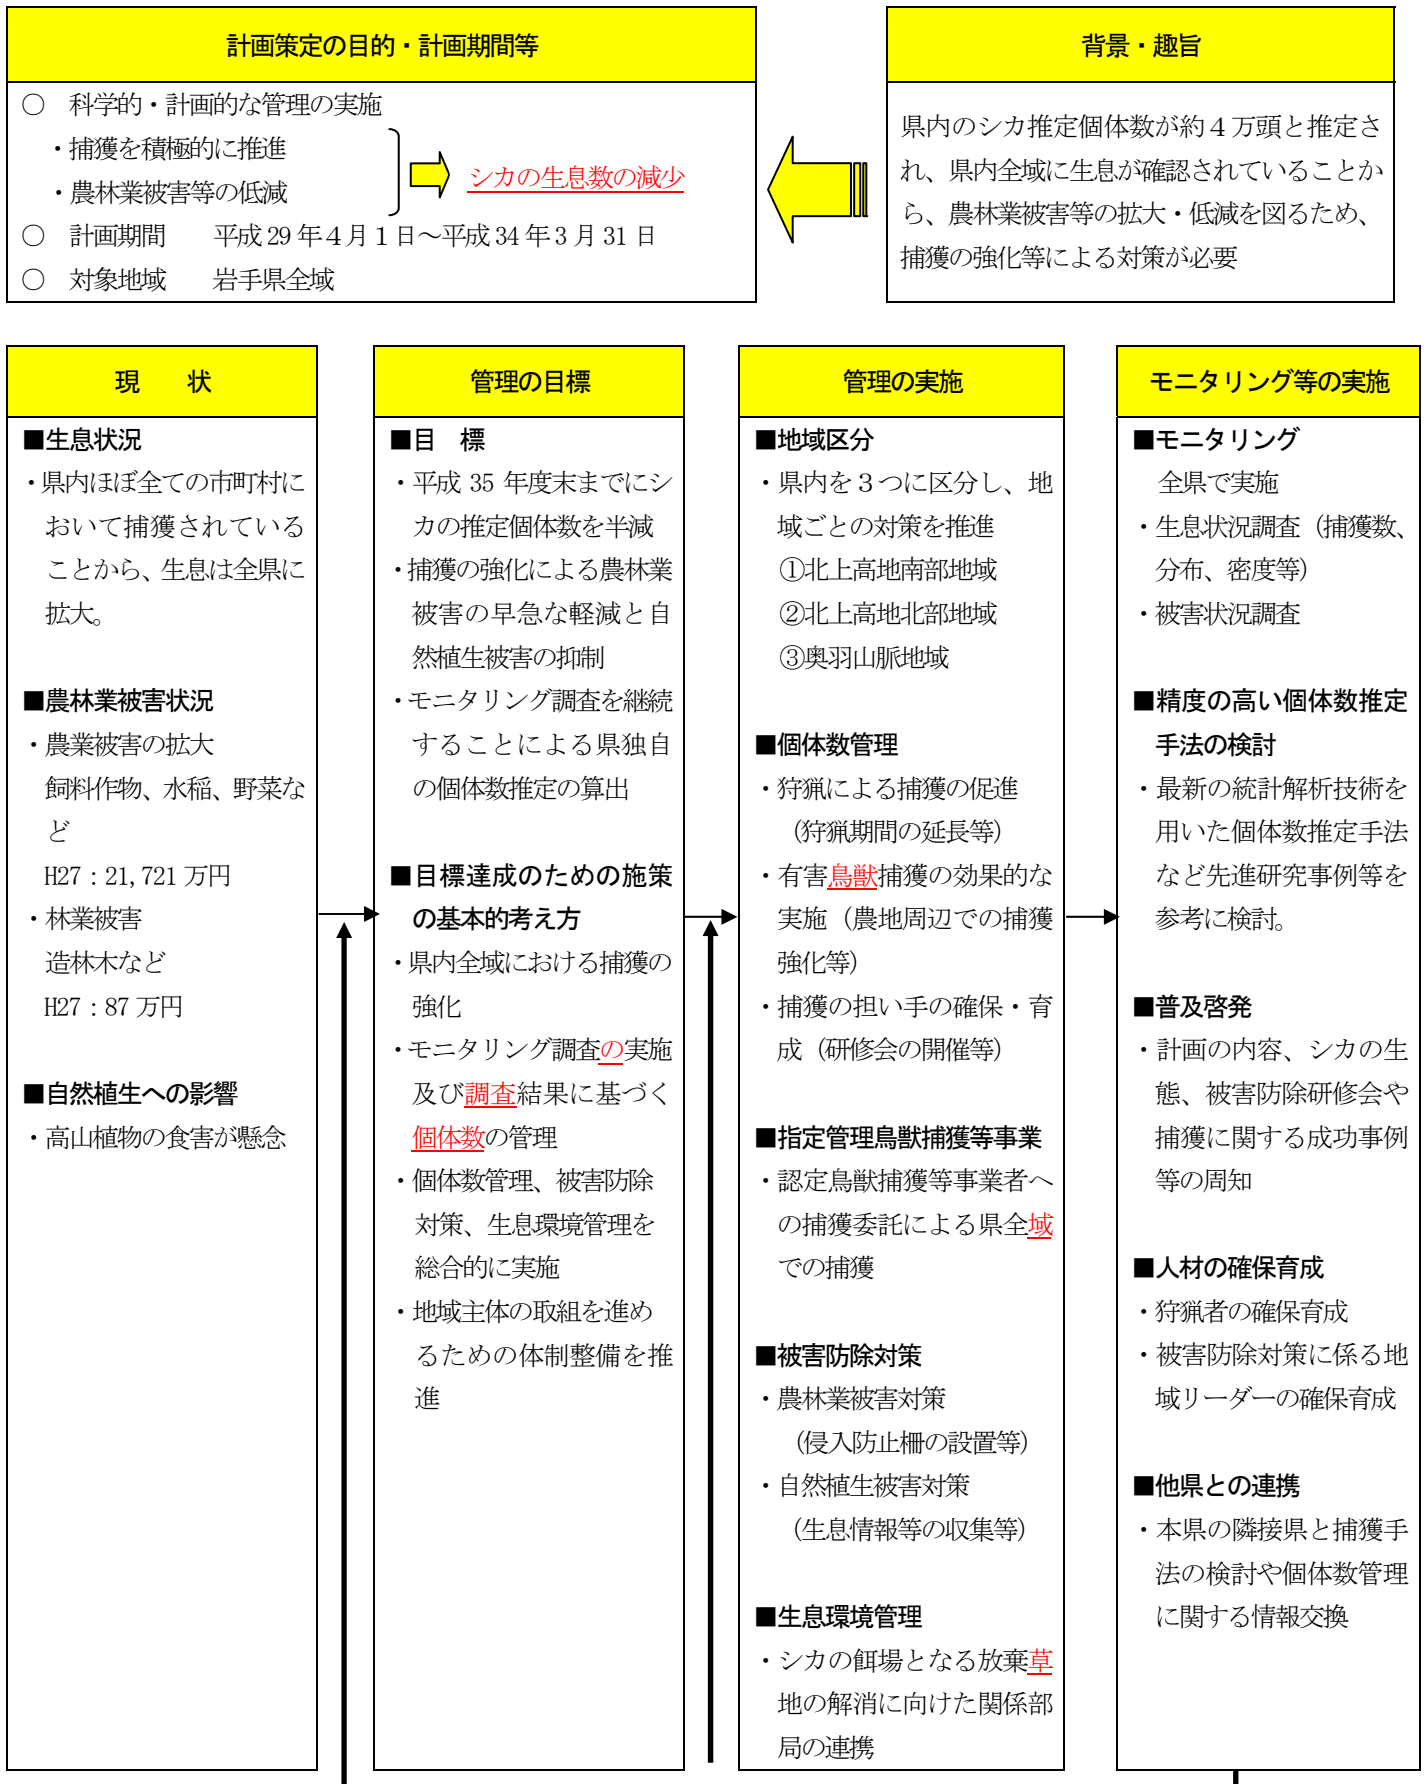 計画策定の目的・計画期間等
○　科学的・計画的な管理の実施
・捕獲を積極的に推進
・農林業被害等の低減
シカの生息数の減少
○　計画期間　　平成29年４月１日～平成34年3月31日
○　対象地域　　岩手県全域
背景・趣旨
県内のシカ推定個体数が約４万頭と推定さ
れ、県内全域に生息が確認されていることか
ら、農林業被害等の拡大・低減を図るため、
捕獲の強化等による対策が必要
現　　状
■生息状況
・県内ほぼ全ての市町村に
おいて捕獲されている
ことから、生息は全県に
拡大。
■農林業被害状況
・農業被害の拡大
飼料作物、水稲、野菜な
ど
H27：21,721万円
・林業被害
造林木など
H27：87万円
■自然植生への影響
・高山植物の食害が懸念
管理の目標
■目　標
・平成 35 年度末までにシ
カの推定個体数を半減
・捕獲の強化による農林業
被害の早急な軽減と自
然植生被害の抑制
・モニタリング調査を継続
することによる県独自
の個体数推定の算出
■目標達成のための施策
の基本的考え方
・県内全域における捕獲の
強化
・モニタリング調査の実施
及び調査結果に基づく
個体数の管理
・個体数管理、被害防除
対策、生息環境管理を
総合的に実施
・地域主体の取組を進め
るための体制整備を推
進
管理の実施
■地域区分
・県内を３つに区分し、地
域ごとの対策を推進
①北上高地南部地域
②北上高地北部地域
③奥羽山脈地域
■個体数管理
・狩猟による捕獲の促進
（狩猟期間の延長等）
・有害鳥獣捕獲の効果的な
実施（農地周辺での捕獲
強化等）
・捕獲の担い手の確保・育
成（研修会の開催等）
■指定管理鳥獣捕獲等事業
・認定鳥獣捕獲等事業者へ
の捕獲委託による県全域
での捕獲
■被害防除対策
・農林業被害対策
（侵入防止柵の設置等）
・自然植生被害対策
（生息情報等の収集等）
■生息環境管理
・シカの餌場となる放棄草
地の解消に向けた関係部
局の連携
モニタリング等の実施
■モニタリング
全県で実施
・生息状況調査（捕獲数、
分布、密度等）
・被害状況調査
■精度の高い個体数推定
手法の検討
・最新の統計解析技術を
用いた個体数推定手法
など先進研究事例等を
参考に検討。
■普及啓発
・計画の内容、シカの生
態、被害防除研修会や
捕獲に関する成功事例
等の周知
■人材の確保育成
・狩猟者の確保育成
・被害防除対策に係る地
域リーダーの確保育成
■他県との連携
・本県の隣接県と捕獲手
法の検討や個体数管理
に関する情報交換